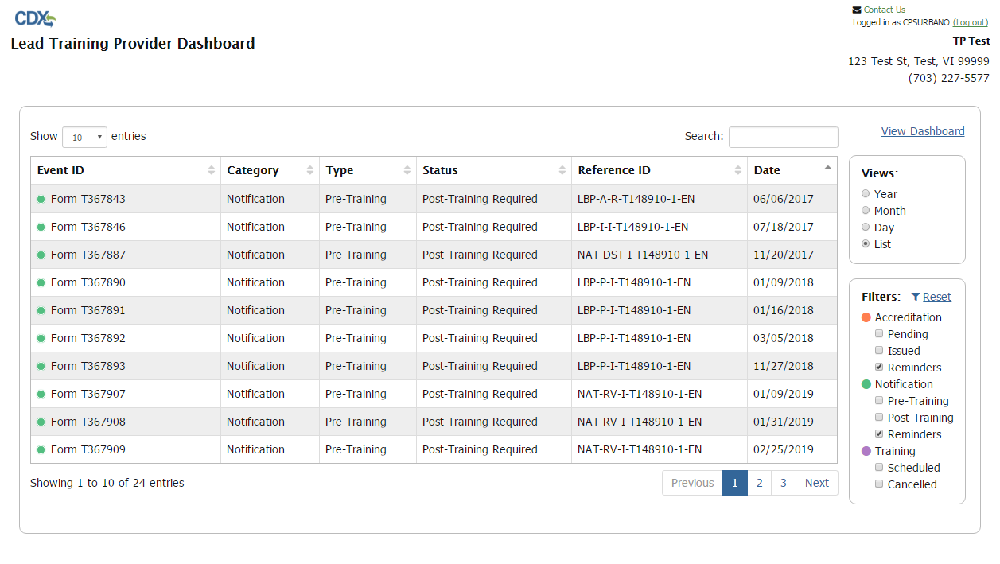 CDX
Contact Us
Logged in as CPSURBANO (Log out)
Lead Training Provider Dashboard
TP Test
123 Test St, Test, VI 99999
(703) 227-5577
Show 10 entries
Search:
View Dashboard
Event ID Category Type Status Reference ID Date
Form T367843 Notification Pre-Training Post-Training Required LBP-A-R-T148910-1-EN 06/06/2017
Form T367846 Notification Pre-Training Post-Training Required LBP-I-I-T148910-1-EN 07/18/2017
Form T367887 Notification Pre-Training Post-Training Required NAT-DST-I-T148910-1-EN 11/20/2017
Form T367890 Notification Pre-Training Post-Training Required LBP-P-I-T148910-1-EN 01/09/2018
Form T367891 Notification Pre-Training Post-Training Required LBP-P-I-T148910-1-EN 01/16/2018
Form T367892 Notification Pre-Training Post-Training Required LBP-P-I-T148910-1-EN 03/05/2018
Form T367893 Notification Pre-Training Post-Training Required LBP-P-I-T148910-1-EN 11/27/2018
Form T367907 Notification Pre-Training Post-Training Required NAT-RV-I-T148910-1-EN 01/09/2019
Form T367908 Notification Pre-Training Post-Training Required NAT-RV-I-T148910-1-EN 01/31/2019
Form T367909 Notification Pre-Training Post-Training Required NAT-RV-I-T148910-1-EN 02/25/2019
Showing 1 to 10 of 24 entries
Previous 1 2 3 Next
Views:
Year
Month
Day
List
Filters: Reset
Accreditation
Pending
Issued
Reminders
Notification
Pre-Training
Post-Training
Reminders
Training
Scheduled
Cancelled